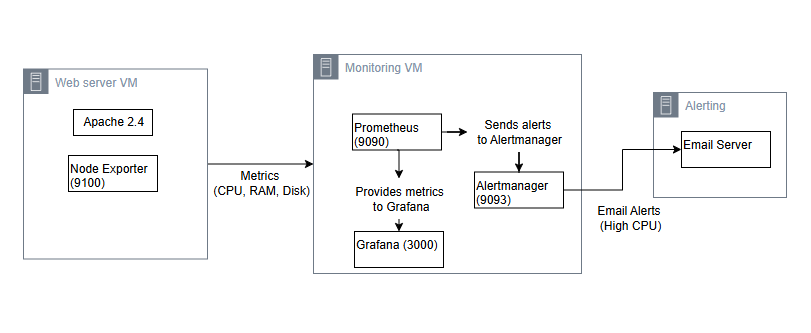 Web server VM
Apache 2.4
Node Exporter
(9100)
Metrics
(CPU, RAM, Disk)
Monitoring VM
Prometheus
(9090)
Sends alerts
to Alertmanager
Provides metrics
to Grafana
Alertmanager
(9093)
Grafana (3000)
Alerting
Email Server
Email Alerts
(High CPU)